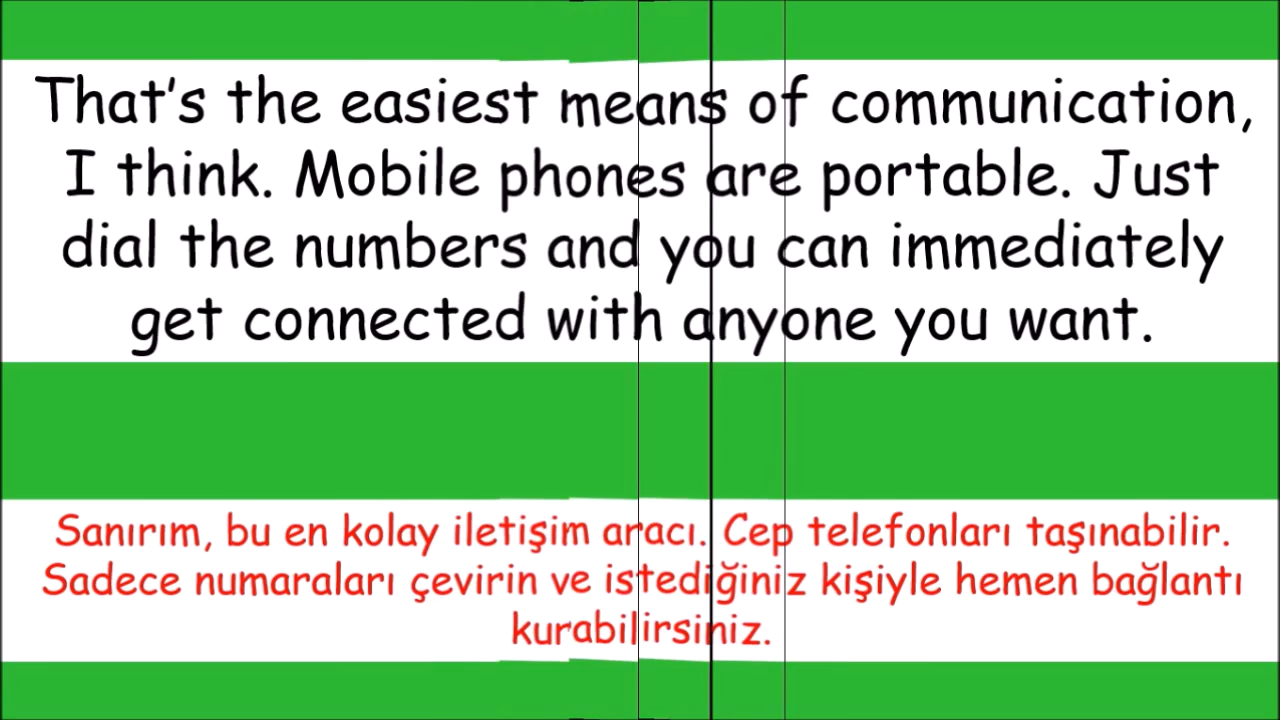 That's the easiest means of communication,
I think. Mobile phones are portable. Just
dial the numbers and you can immediately
get connected with anyone you want.
Sanırım, bu en kolay iletişim aracı. Cep telefonları taşınabilir.
Sadece numaraları çevirin ve istediğiniz kişiyle hemen bağlantı
kurabilirsiniz.